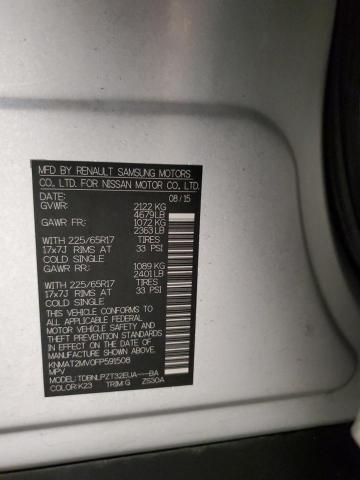 MFD BY RENAULT SAMSUNG MOTORS
CO., LTD. FOR NISSAN MOTOR CO., LTD.
DATE: 08/15
GVWR: 2122 KG
4679 LB
GAWR FR: 1072 KG
2363 LB
WITH 225/65R17 TIRES
17x7J RIMS AT 33 PSI
COLD SINGLE
GAWR RR: 1089 KG
2401 LB
WITH 225/65R17 TIRES
17x7J RIMS AT 33 PSI
COLD SINGLE
THIS VEHICLE CONFORMS TO ALL
APPLICABLE FEDERAL MOTOR VEHICLE
SAFETY, BUMPER, AND
THEFT PREVENTION STANDARDS
IN EFFECT ON THE DATE OF
MANUFACTURE SHOWN ABOVE.
KNMAT2MV0FP591508
MPV
MODEL: TDBNLPZT32EUA----BA
COLOR: K23 TRIM: G ZS30A